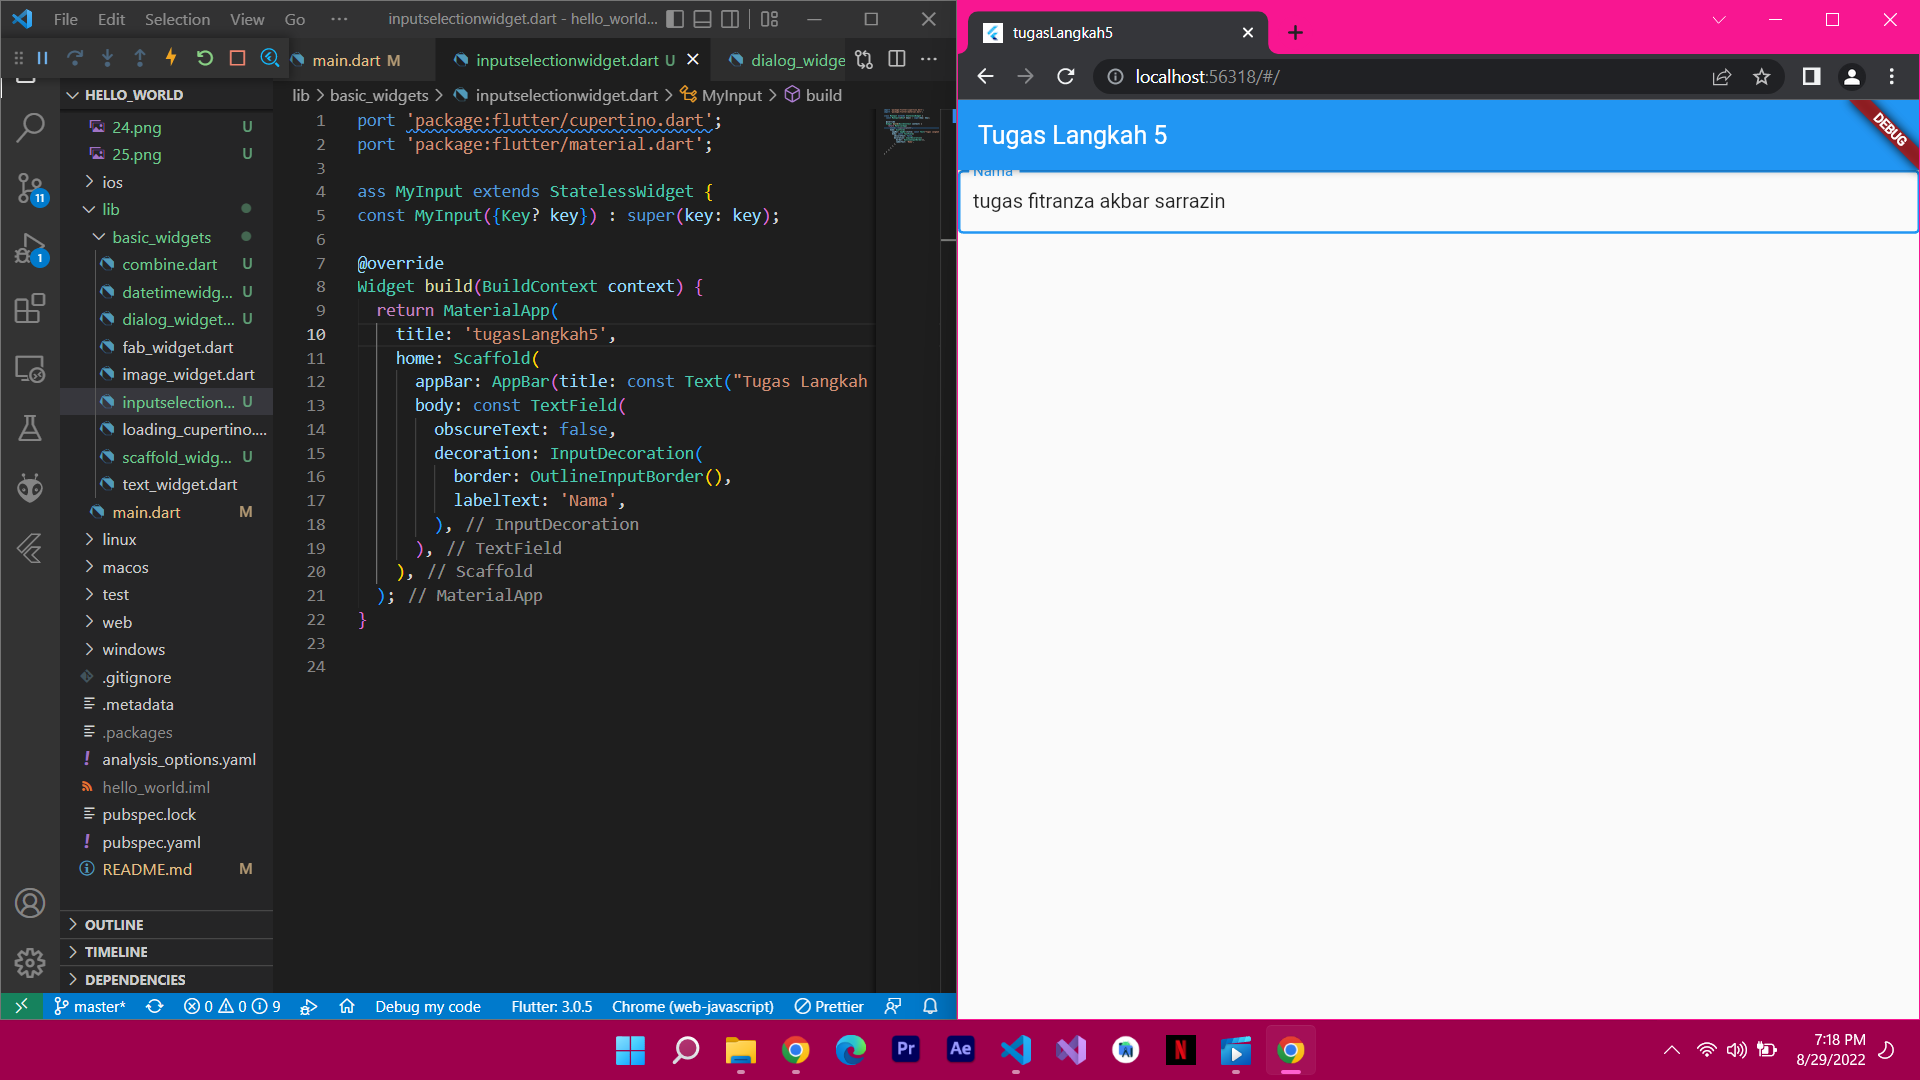 File Edit Selection View Go ··· inputselectionwidget.dart - hello_world...
main.dart M inputselectionwidget.dart U dialog_widge
HELLO_WORLD
24.png U
25.png U
ios
lib
basic_widgets
combine.dart U
datetimewidg... U
dialog_widget... U
fab_widget.dart
image_widget.dart
inputselection... U
loading_cupertino....
scaffold_widg... U
text_widget.dart
main.dart M
linux
macos
test
web
windows
.gitignore
.metadata
.packages
analysis_options.yaml
hello_world.iml
pubspec.lock
pubspec.yaml
README.md M
OUTLINE
TIMELINE
DEPENDENCIES
11
1
lib > basic_widgets > inputselectionwidget.dart > MyInput > build
1 port 'package:flutter/cupertino.dart';
2 port 'package:flutter/material.dart';
3
4 ass MyInput extends StatelessWidget {
5 const MyInput({Key? key}) : super(key: key);
6
7 @override
8 Widget build(BuildContext context) {
9 return MaterialApp(
10 title: 'tugasLangkah5',
11 home: Scaffold(
12 appBar: AppBar(title: const Text("Tugas Langkah
13 body: const TextField(
14 obscureText: false,
15 decoration: InputDecoration(
16 border: OutlineInputBorder(),
17 labelText: 'Nama',
18 ), // InputDecoration
19 ), // TextField
20 ), // Scaffold
21 ); // MaterialApp
22 }
23
24
master* 0 0 9 Debug my code Flutter: 3.0.5 Chrome (web-javascript) Prettier
tugasLangkah5
localhost:56318/#/
Tugas Langkah 5
DEBUG
Nama
tugas fitranza akbar sarrazin
Pr Ae N
7:18 PM
8/29/2022